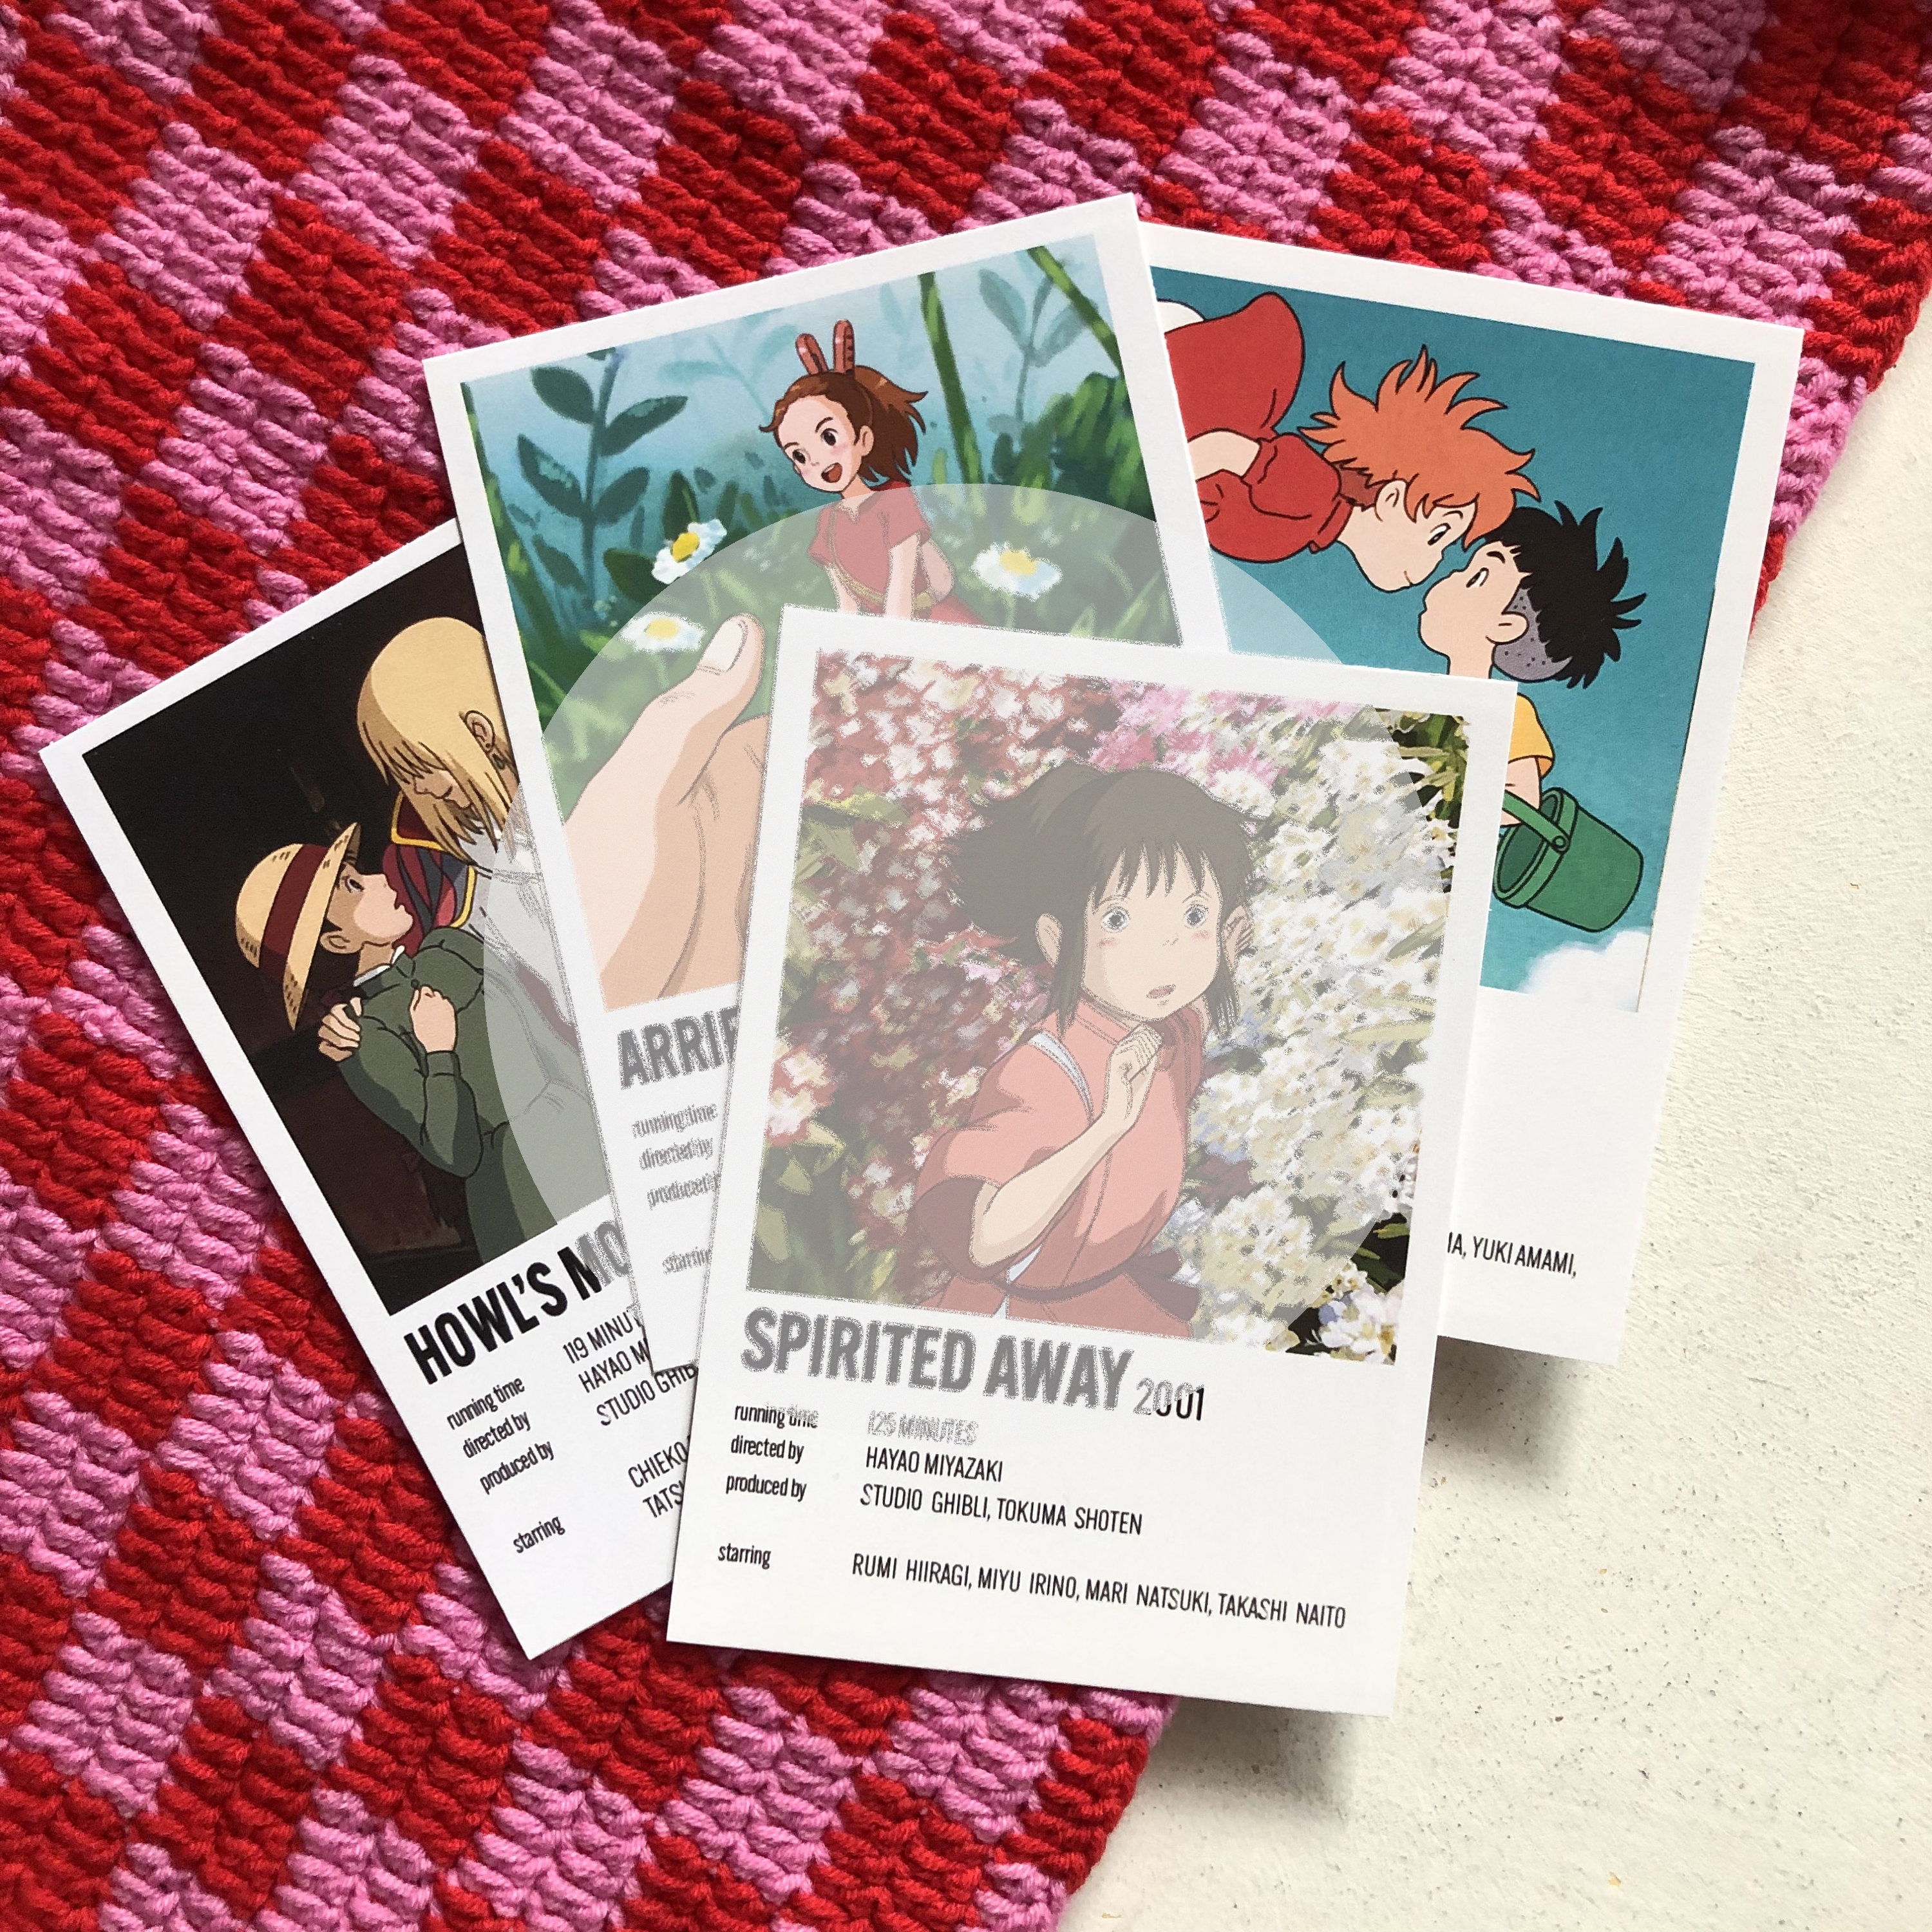 HOWL'S MO
running time 119 MINUT
directed by HAYAO M
produced by STUDIO GHIB
starring CHIEKO
TATS
ARRIE
running time
directed by
produced b
starring
SPIRITED AWAY 2001
running time 125 MINUTES
directed by HAYAO MIYAZAKI
produced by STUDIO GHIBLI, TOKUMA SHOTEN
starring RUMI HIIRAGI, MIYU IRINO, MARI NATSUKI, TAKASHI NAITO
MA, YUKI AMAMI,